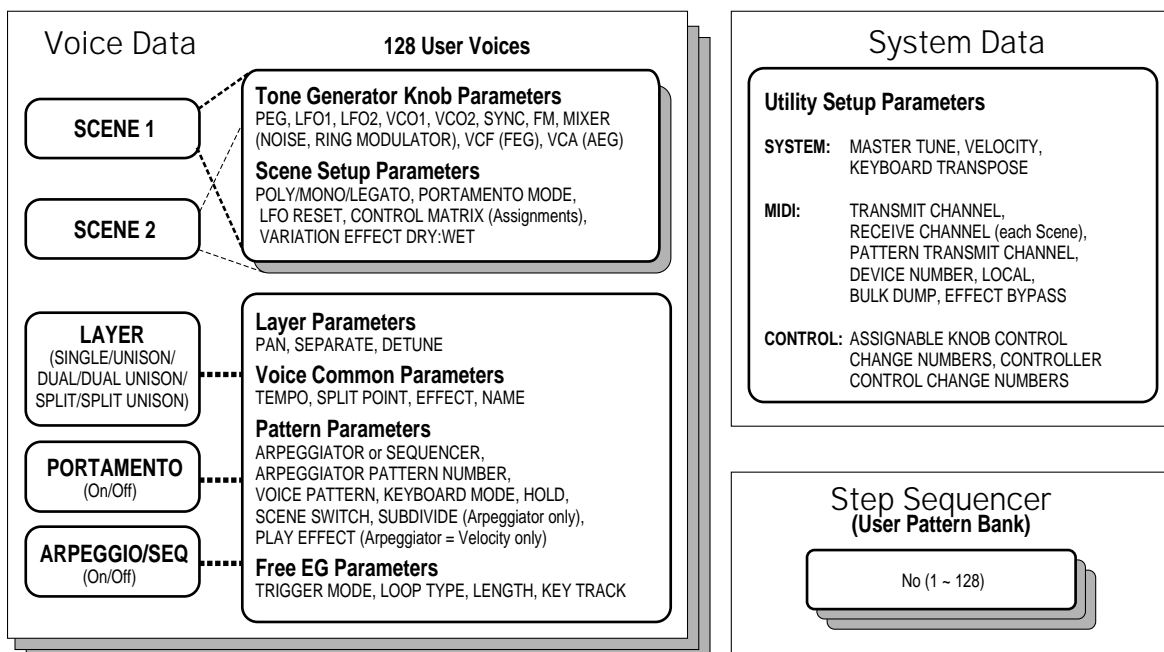 Voice Data
128 User Voices
SCENE 1
SCENE 2
Tone Generator Knob Parameters
PEG, LFO1, LFO2, VCO1, VCO2, SYNC, FM, MIXER
(NOISE, RING MODULATOR), VCF (FEG), VCA (AEG)
Scene Setup Parameters
POLY/MONO/LEGATO, PORTAMENTO MODE,
LFO RESET, CONTROL MATRIX (Assignments),
VARIATION EFFECT DRY:WET
LAYER
(SINGLE/UNISON/
DUAL/DUAL UNISON/
SPLIT/SPLIT UNISON)
PORTAMENTO
(On/Off)
ARPEGGIO/SEQ
(On/Off)
Layer Parameters
PAN, SEPARATE, DETUNE
Voice Common Parameters
TEMPO, SPLIT POINT, EFFECT, NAME
Pattern Parameters
ARPEGGIATOR or SEQUENCER,
ARPEGGIATOR PATTERN NUMBER,
VOICE PATTERN, KEYBOARD MODE, HOLD,
SCENE SWITCH, SUBDIVIDE (Arpeggiator only),
PLAY EFFECT (Arpeggiator = Velocity only)
Free EG Parameters
TRIGGER MODE, LOOP TYPE, LENGTH, KEY TRACK
System Data
Utility Setup Parameters
SYSTEM: MASTER TUNE, VELOCITY,
KEYBOARD TRANSPOSE
MIDI: TRANSMIT CHANNEL,
RECEIVE CHANNEL (each Scene),
PATTERN TRANSMIT CHANNEL,
DEVICE NUMBER, LOCAL,
BULK DUMP, EFFECT BYPASS
CONTROL: ASSIGNABLE KNOB CONTROL
CHANGE NUMBERS, CONTROLLER
CONTROL CHANGE NUMBERS
Step Sequencer
(User Pattern Bank)
No (1 ~ 128)